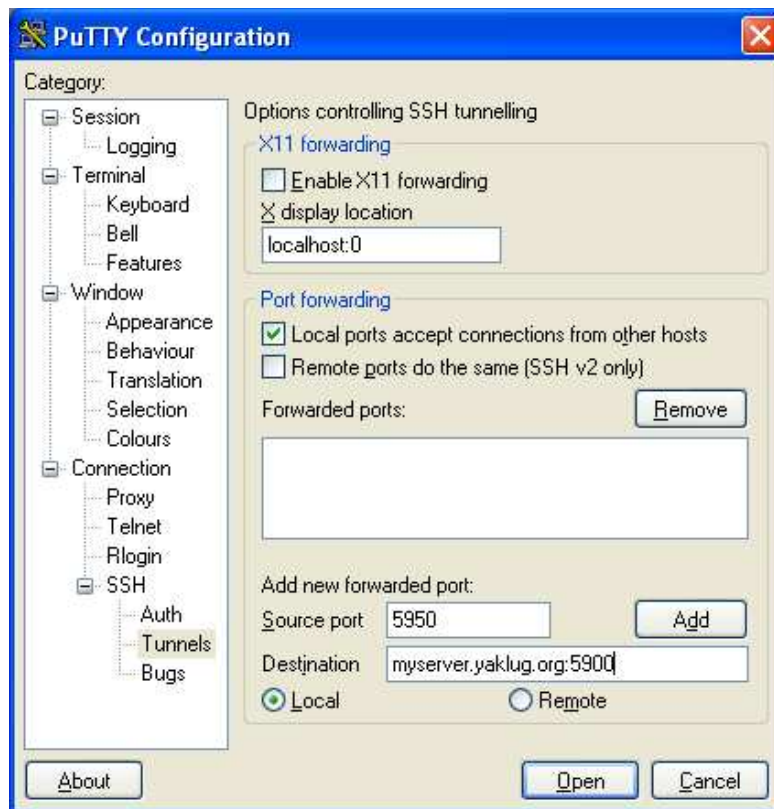 PuTTY Configuration
Category:
Session
Logging
Terminal
Keyboard
Bell
Features
Window
Appearance
Behaviour
Translation
Selection
Colours
Connection
Proxy
Telnet
Rlogin
SSH
Auth
Tunnels
Bugs
Options controlling SSH tunnelling
X11 forwarding
Enable X11 forwarding
X display location
localhost:0
Port forwarding
Local ports accept connections from other hosts
Remote ports do the same (SSH v2 only)
Forwarded ports: Remove
Add new forwarded port:
Source port 5950 Add
Destination myserver.yaklug.org:5900
Local Remote
About Open Cancel